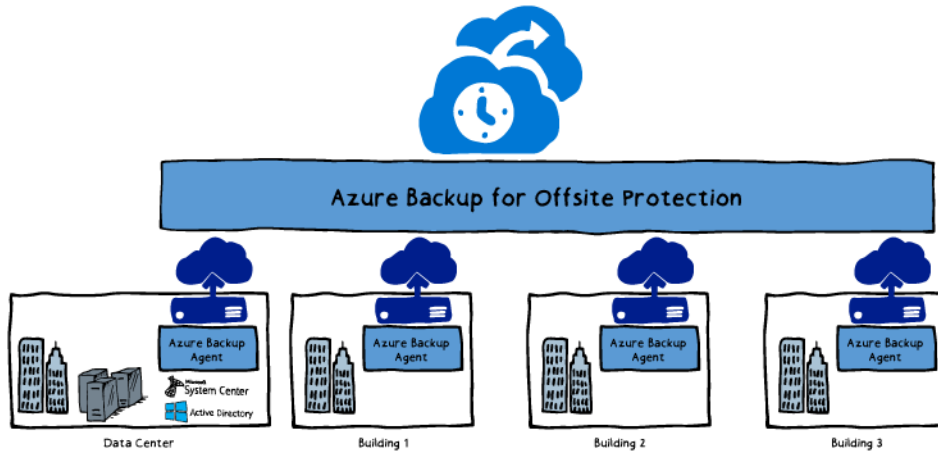 Azure Backup for Offsite Protection
Azure Backup
Agent
Microsoft
System Center
Active Directory
Data Center
Azure Backup
Agent
Building 1
Azure Backup
Agent
Building 2
Azure Backup
Agent
Building 3